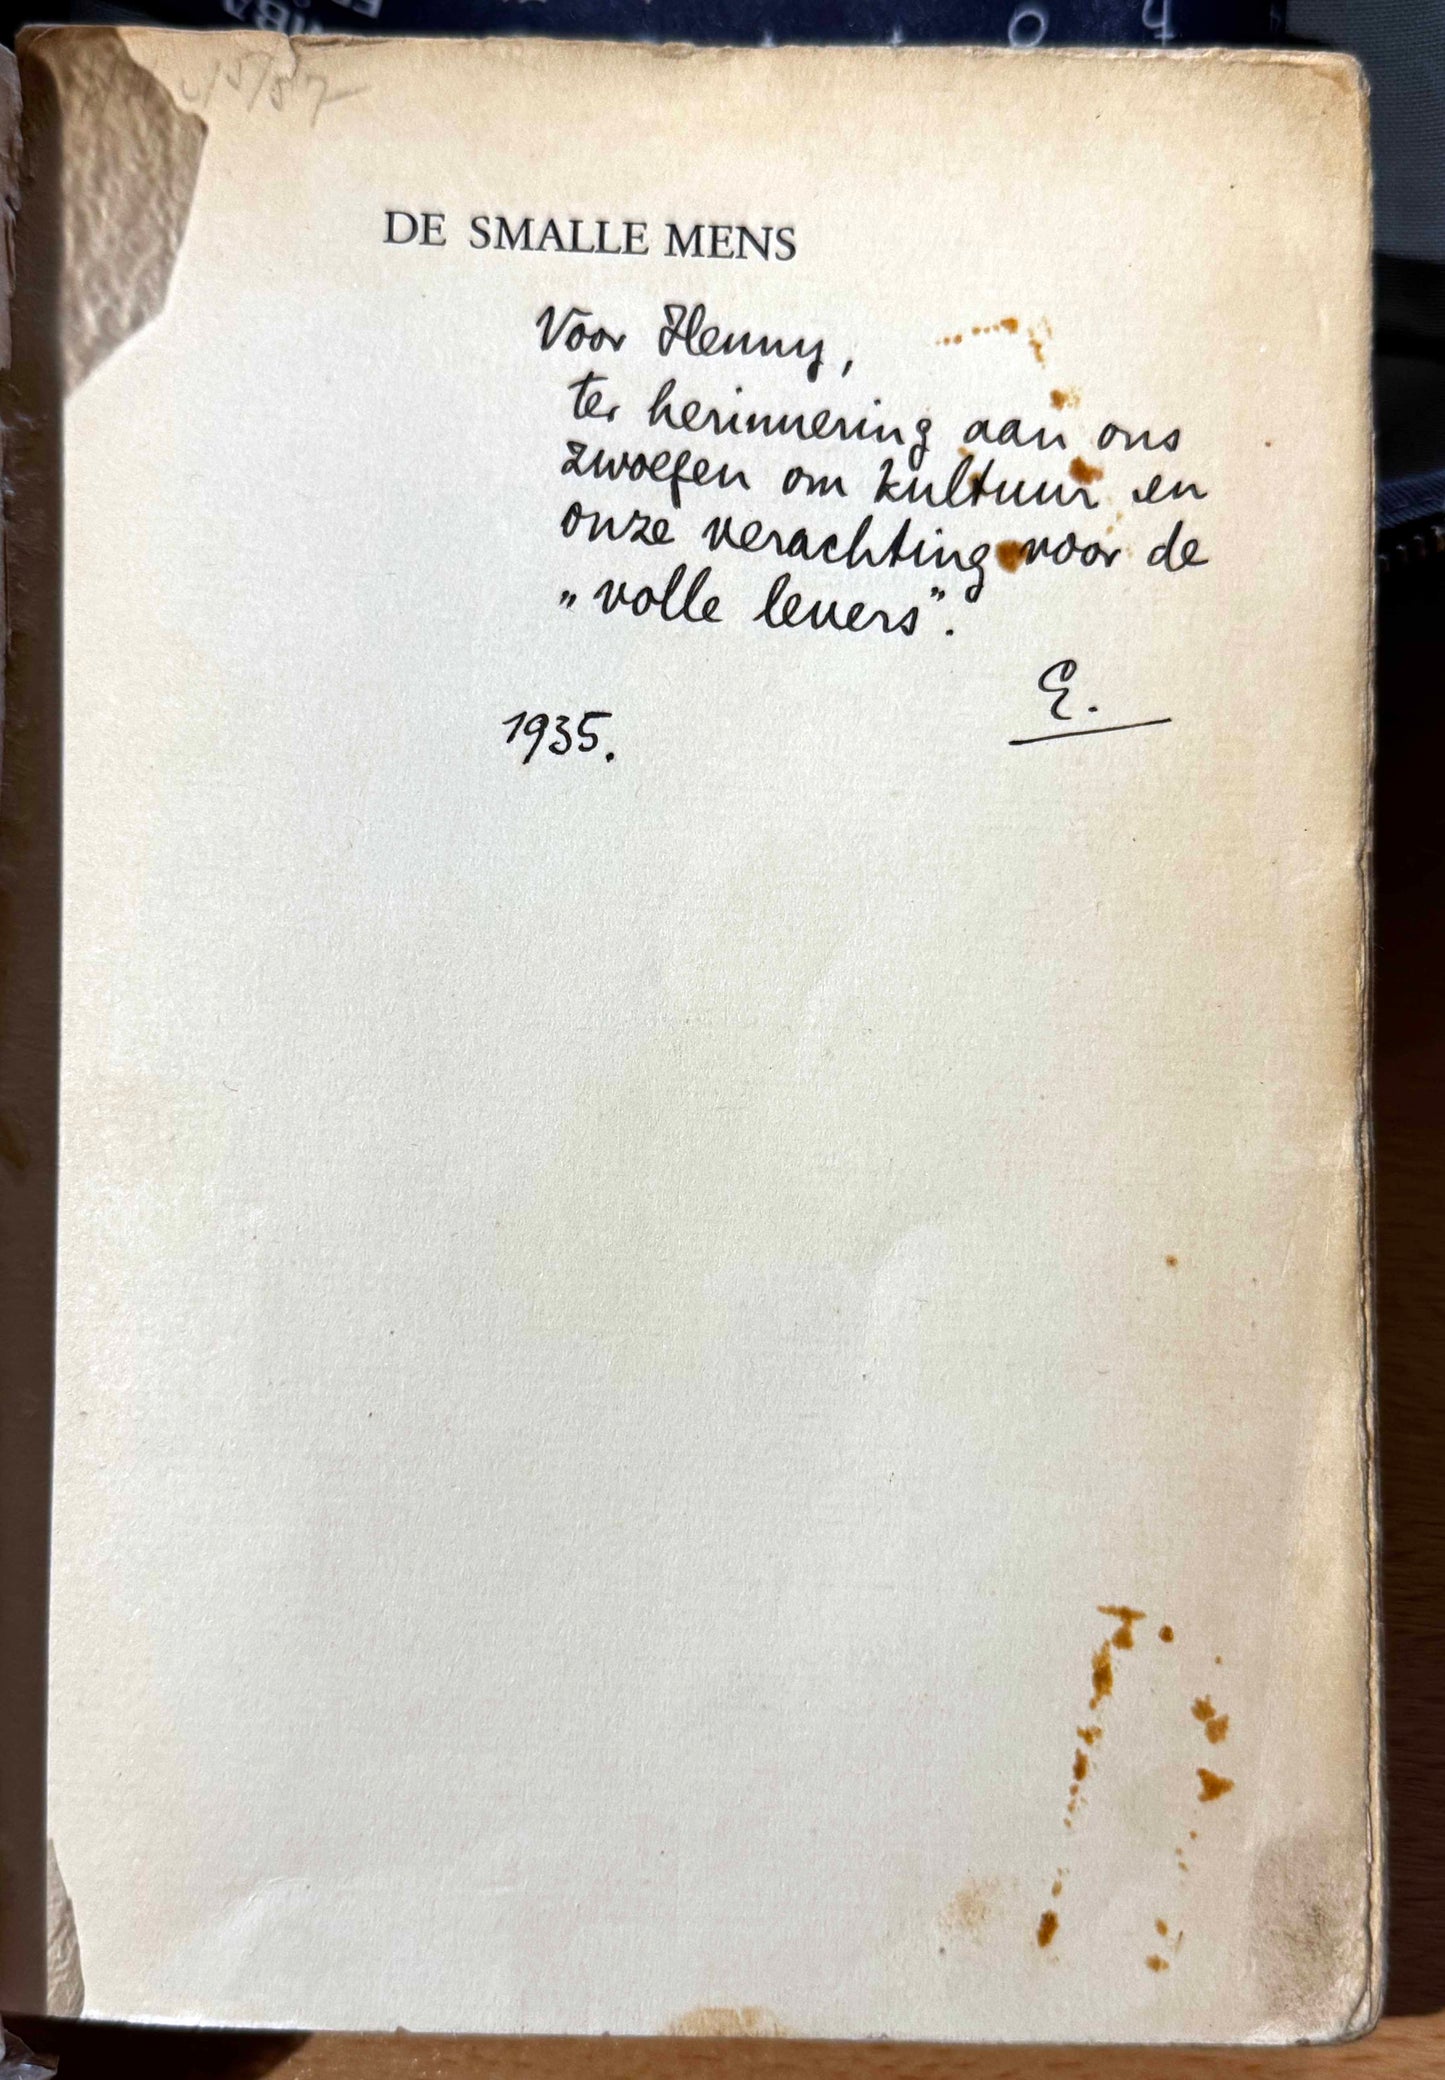 DE SMALLE MENS
Voor Henny,
ter herinnering aan ons
zwoegen om kultuur en
onze verachting voor de
„volle levers”.
E.
1935.